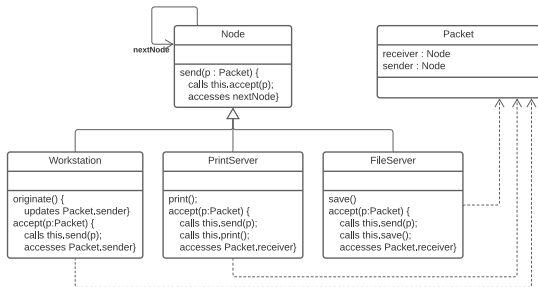 Node
nextNode
send(p : Packet) {
calls this.accept(p);
accesses nextNode}
Packet
receiver : Node
sender : Node
Workstation
originate() {
updates Packet.sender}
accept(p:Packet) {
calls this.send(p);
accesses Packet.sender}
PrintServer
print();
accept(p:Packet) {
calls this.send(p);
calls this.print();
accesses Packet.receiver}
FileServer
save()
accept(p:Packet) {
calls this.send(p);
calls this.save();
accesses Packet.receiver}